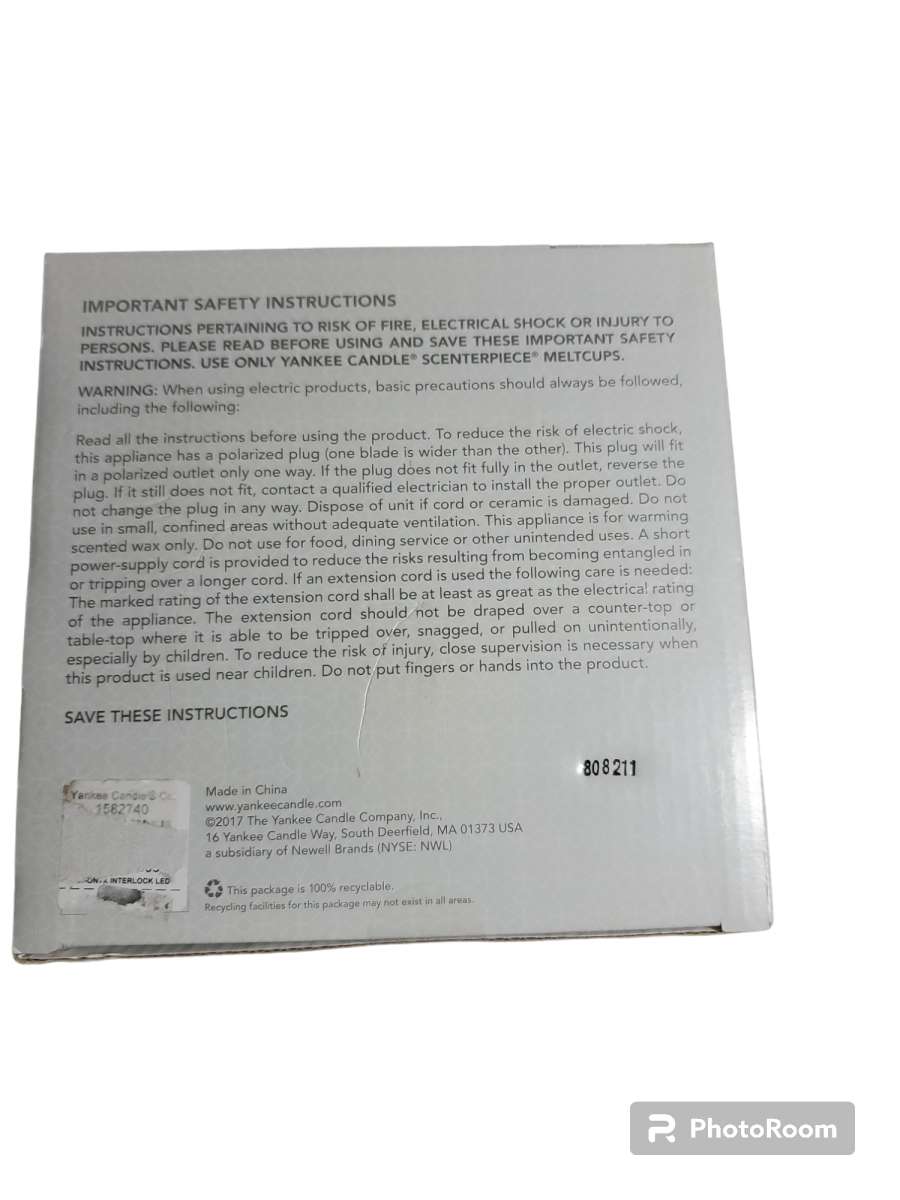 IMPORTANT SAFETY INSTRUCTIONS
INSTRUCTIONS PERTAINING TO RISK OF FIRE, ELECTRICAL SHOCK OR INJURY TO
PERSONS. PLEASE READ BEFORE USING AND SAVE THESE IMPORTANT SAFETY
INSTRUCTIONS. USE ONLY YANKEE CANDLE® SCENTERPIECE® MELTCUPS.
WARNING: When using electric products, basic precautions should always be followed,
including the following:
Read all the instructions before using the product. To reduce the risk of electric shock,
this appliance has a polarized plug (one blade is wider than the other). This plug will fit
in a polarized outlet only one way. If the plug does not fit fully in the outlet, reverse the
plug. If it still does not fit, contact a qualified electrician to install the proper outlet. Do
not change the plug in any way. Dispose of unit if cord or ceramic is damaged. Do not
use in small, confined areas without adequate ventilation. This appliance is for warming
scented wax only. Do not use for food, dining service or other unintended uses. A short
power-supply cord is provided to reduce the risks resulting from becoming entangled in
or tripping over a longer cord. If an extension cord is used the following care is needed:
The marked rating of the extension cord shall be at least as great as the electrical rating
of the appliance. The extension cord should not be draped over a counter-top or
table-top where it is able to be tripped over, snagged, or pulled on unintentionally,
especially by children. To reduce the risk of injury, close supervision is necessary when
this product is used near children. Do not put fingers or hands into the product.
SAVE THESE INSTRUCTIONS
808211
Yankee Candle® Co.
1582740
INTERLOCK LED
Made in China
www.yankeecandle.com
©2017 The Yankee Candle Company, Inc.,
16 Yankee Candle Way, South Deerfield, MA 01373 USA
a subsidiary of Newell Brands (NYSE: NWL)
This package is 100% recyclable.
Recycling facilities for this package may not exist in all areas.
PhotoRoom